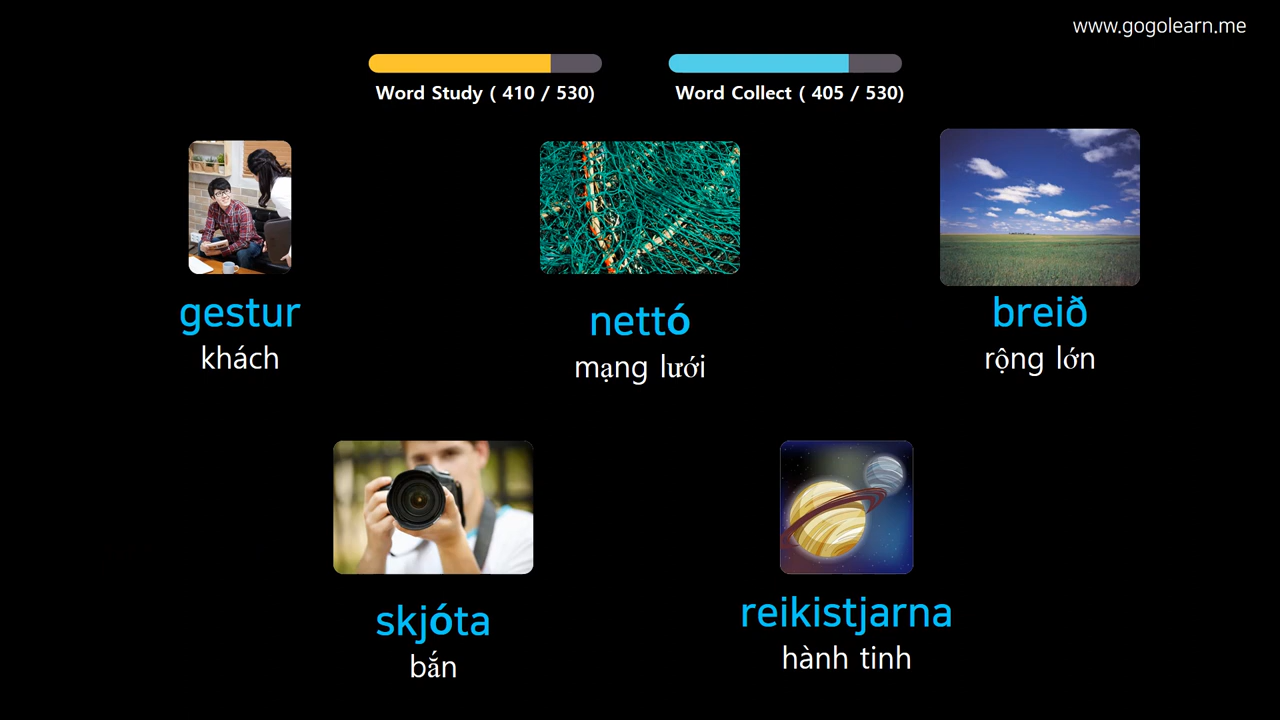 www.gogolearn.me
Word Study ( 410 / 530)
Word Collect ( 405 / 530)
gestur
khách
nettó
mạng lưới
breið
rộng lớn
skjóta
bắn
reikistjarna
hành tinh